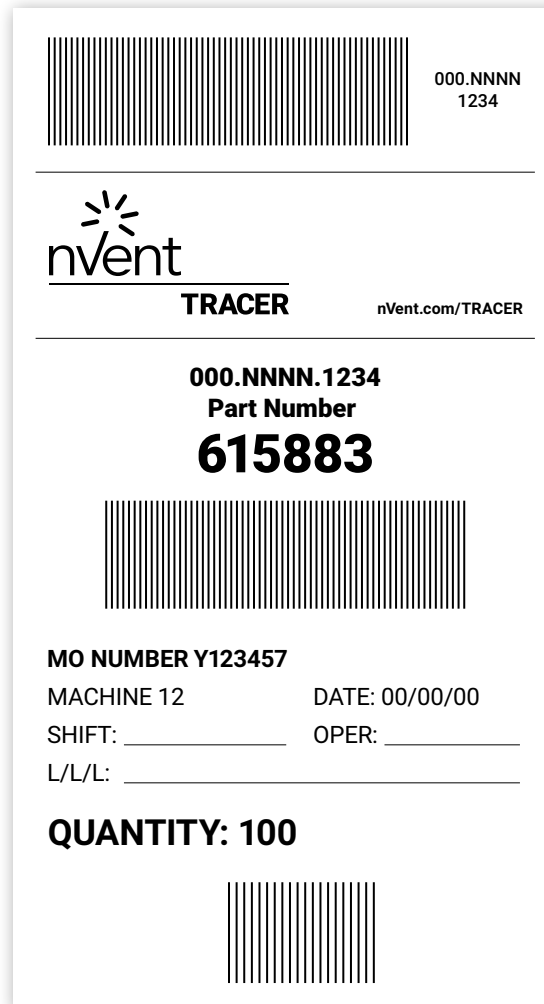 000.NNNN
1234
nVent
TRACER
nVent.com/TRACER
000.NNNN.1234
Part Number
615883
MO NUMBER Y123457
MACHINE 12 DATE: 00/00/00
SHIFT: OPER:
L/L/L:
QUANTITY: 100